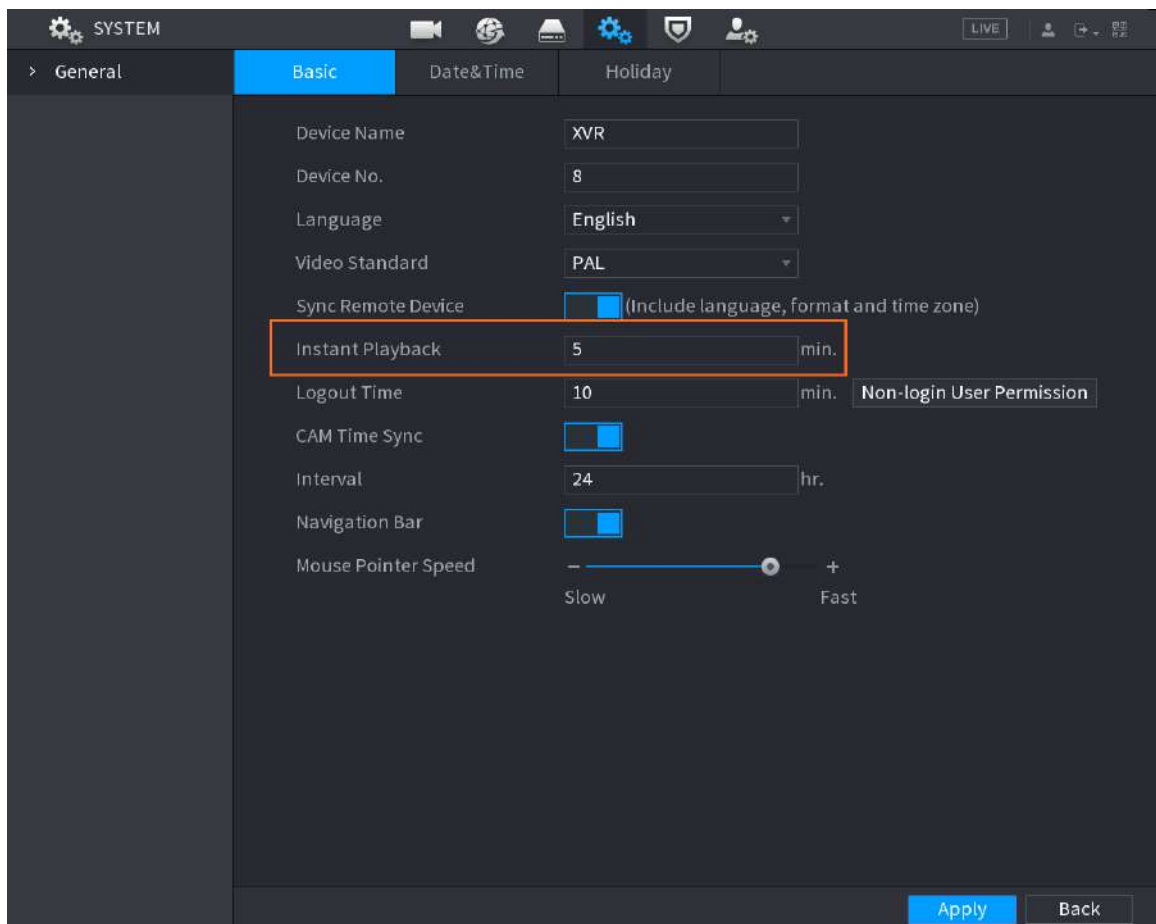 SYSTEM
LIVE
> General
Basic Date&Time Holiday
Device Name XVR
Device No. 8
Language English
Video Standard PAL
Sync Remote Device (Include language, format and time zone)
Instant Playback 5 min.
Logout Time 10 min. Non-login User Permission
CAM Time Sync
Interval 24 hr.
Navigation Bar
Mouse Pointer Speed − +
Slow Fast
Apply Back